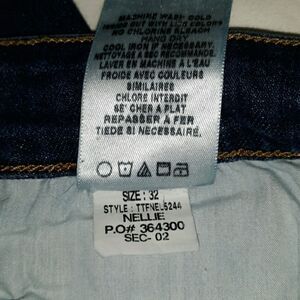 MACHINE WASH COLD
INSIDE OUT WITH LIKE COLORS
NO CHLORINE BLEACH
HANG DRY
COOL IRON IF NECESSARY.
NETTOYAGE A SEC RECOMMANDE.
LAVER EN MACHINE A L'EAU
FROIDE AVEC COULEURS
SIMILAIRES
CHLORE INTERDIT
SE CHER A PLAT
REPASSER A FER
TIEDE SI NECESSAIRE.
SIZE: 32
STYLE: TTFNEL5244
NELLIE
P.O# 364300
SEC- 02